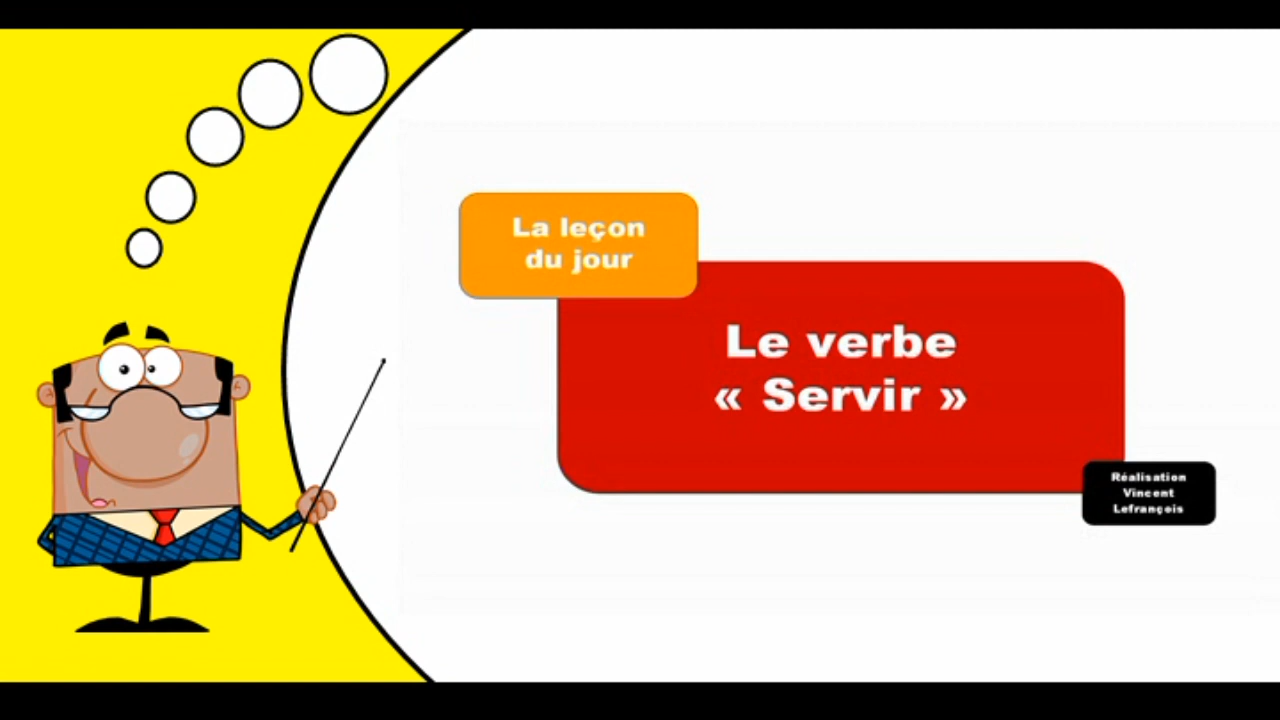 La leçon
du jour
Le verbe
« Servir »
Réalisation
Vincent
Lefrançois